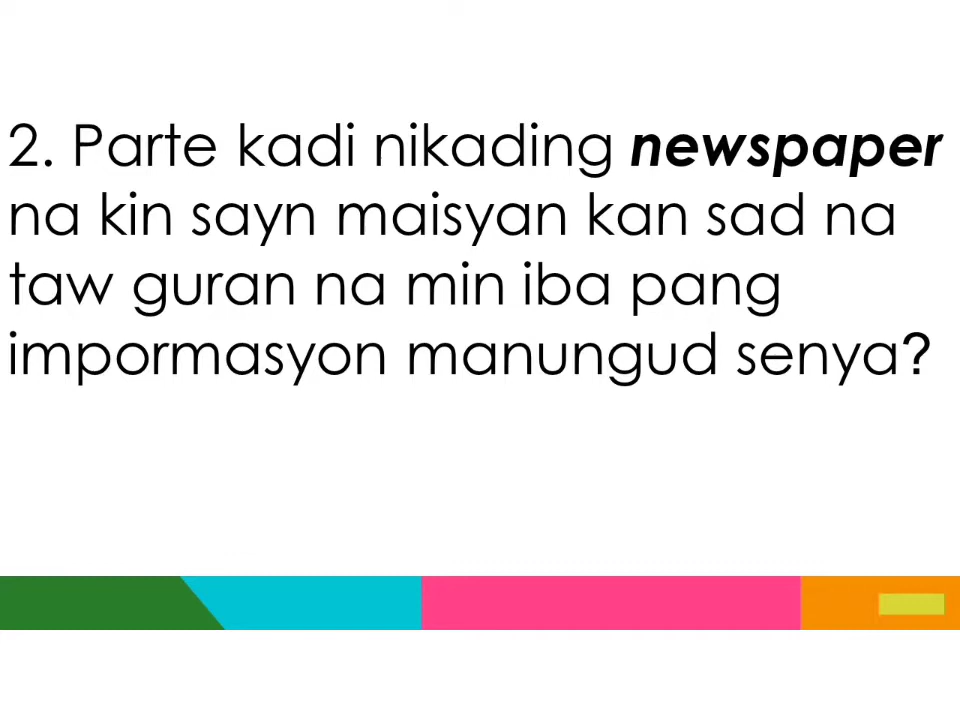 2. Parte kadi nikading newspaper
na kin sayn maisyan kan sad na
taw guran na min iba pang
impormasyon manungud senya?